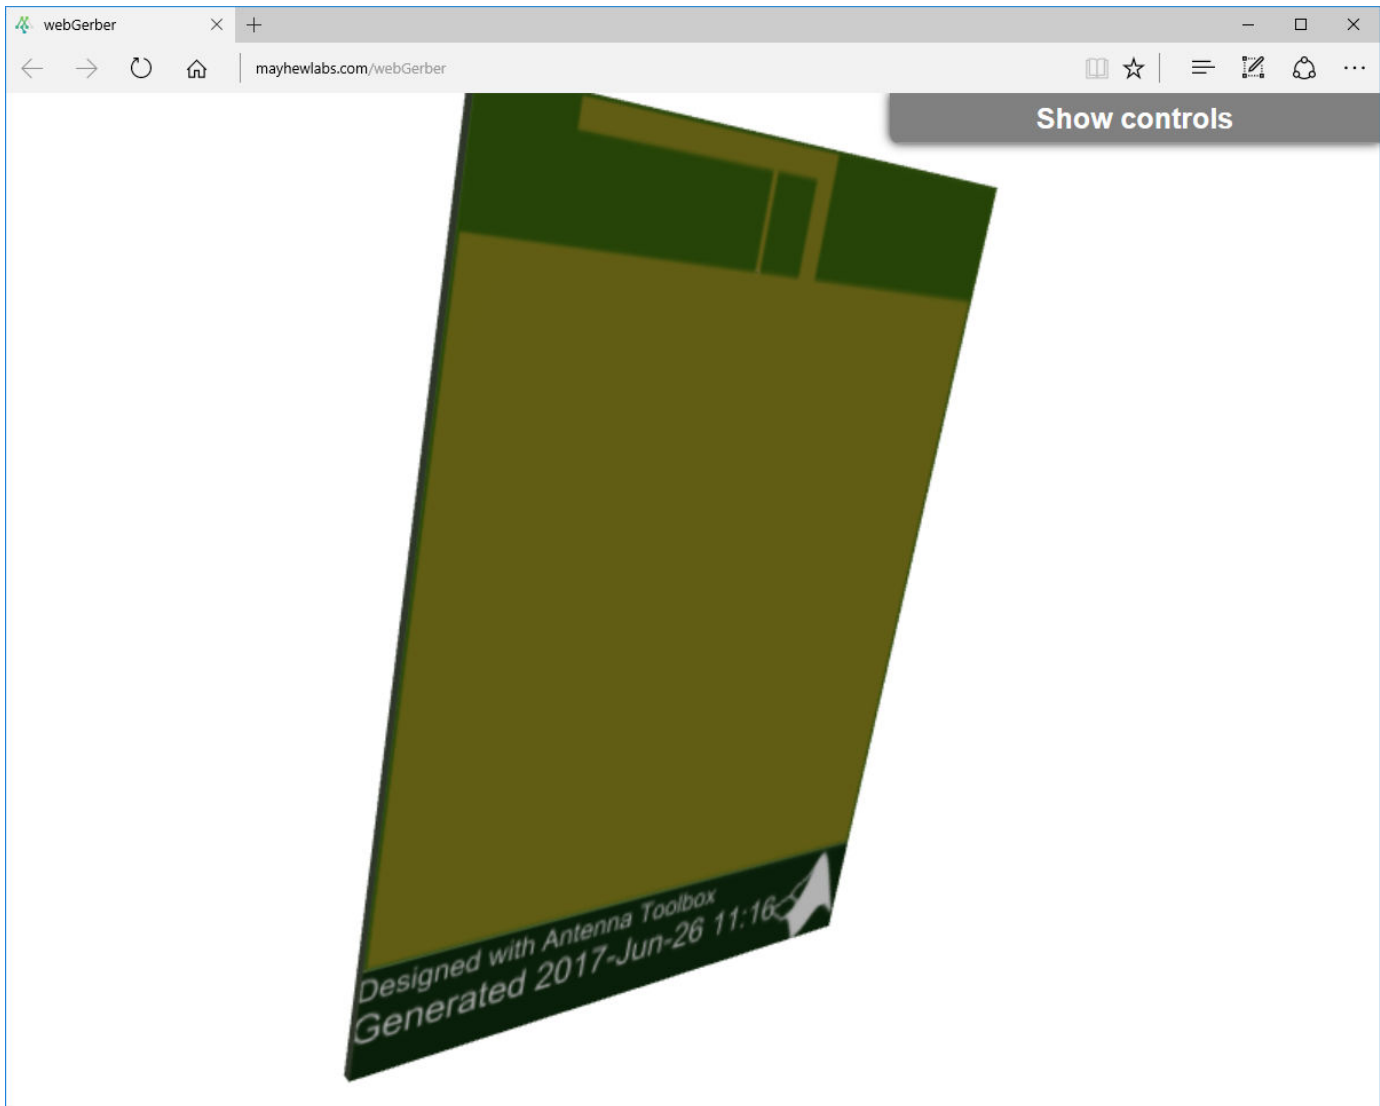 webGerber
mayhewlabs.com/webGerber
Show controls
Designed with Antenna Toolbox
Generated 2017-Jun-26 11:16